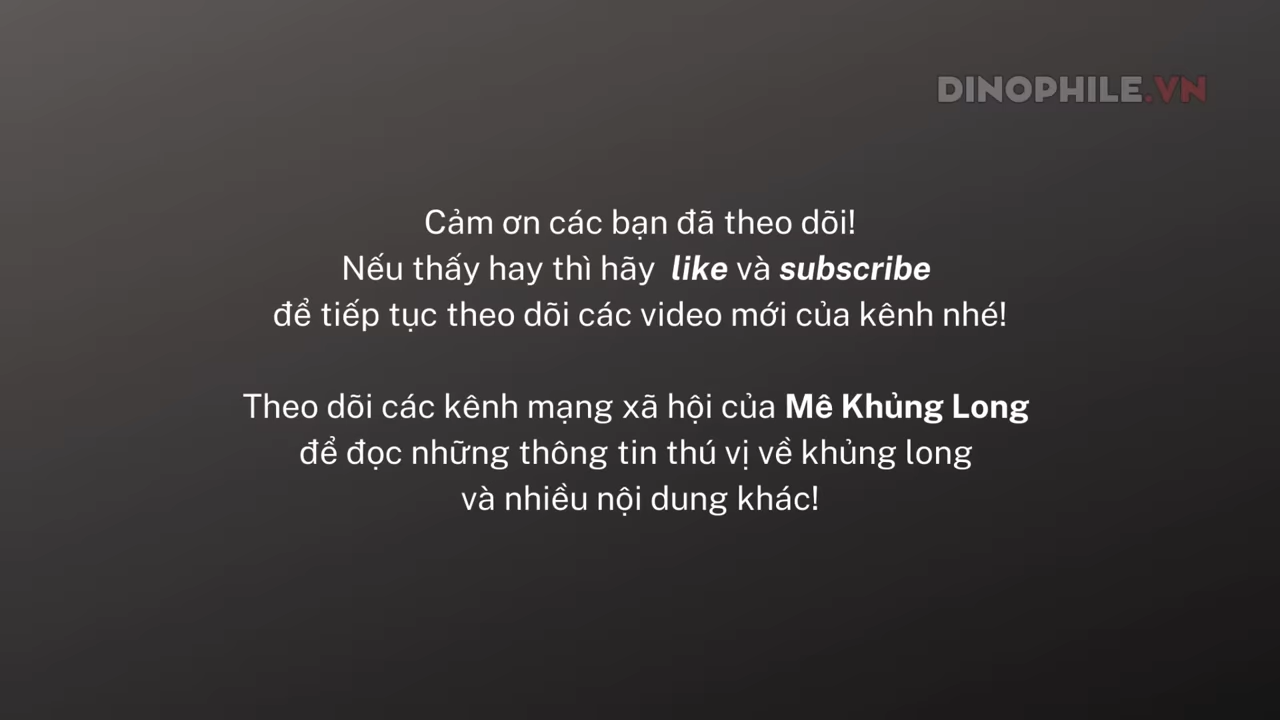 DINOPHILE.VN
Cảm ơn các bạn đã theo dõi!
Nếu thấy hay thì hãy like và subscribe
để tiếp tục theo dõi các video mới của kênh nhé!
Theo dõi các kênh mạng xã hội của Mê Khủng Long
để đọc những thông tin thú vị về khủng long
và nhiều nội dung khác!